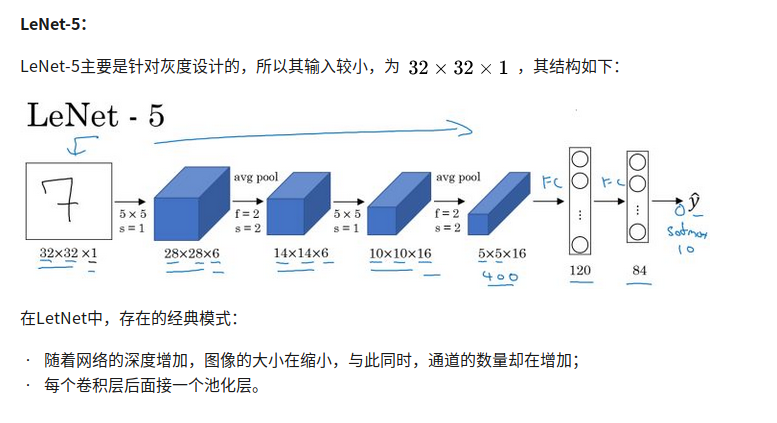 LeNet-5：
LeNet-5主要是针对灰度设计的，所以其输入较小，为 32 × 32 × 1 ，其结构如下：
LeNet - 5
7
avg pool
avg pool
FC
FC
ŷ
5 × 5
s = 1
f = 2
s = 2
5 × 5
s = 1
f = 2
s = 2
⋮
⋮
softmax
10
32×32 ×1
28×28×6
14×14×6
10×10×16
5×5×16
400
120
84
在LetNet中，存在的经典模式：
· 随着网络的深度增加，图像的大小在缩小，与此同时，通道的数量却在增加；
· 每个卷积层后面接一个池化层。